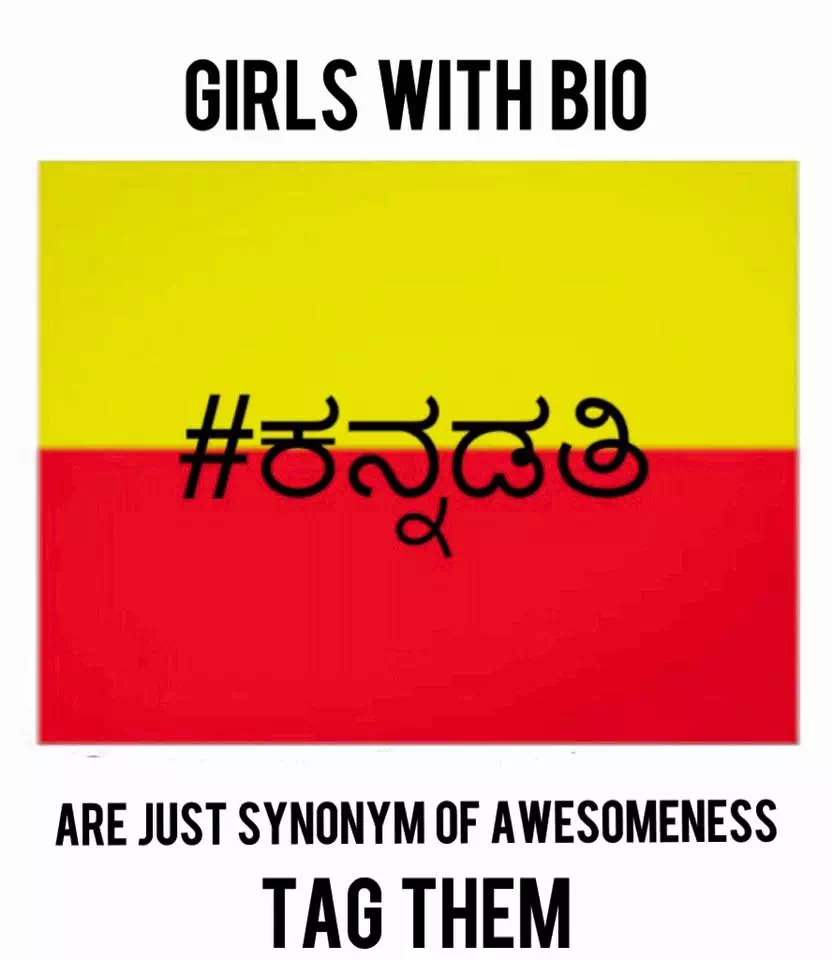 GIRLS WITH BIO
#ಕನ್ನಡತಿ
ARE JUST SYNONYM OF AWESOMENESS
TAG THEM